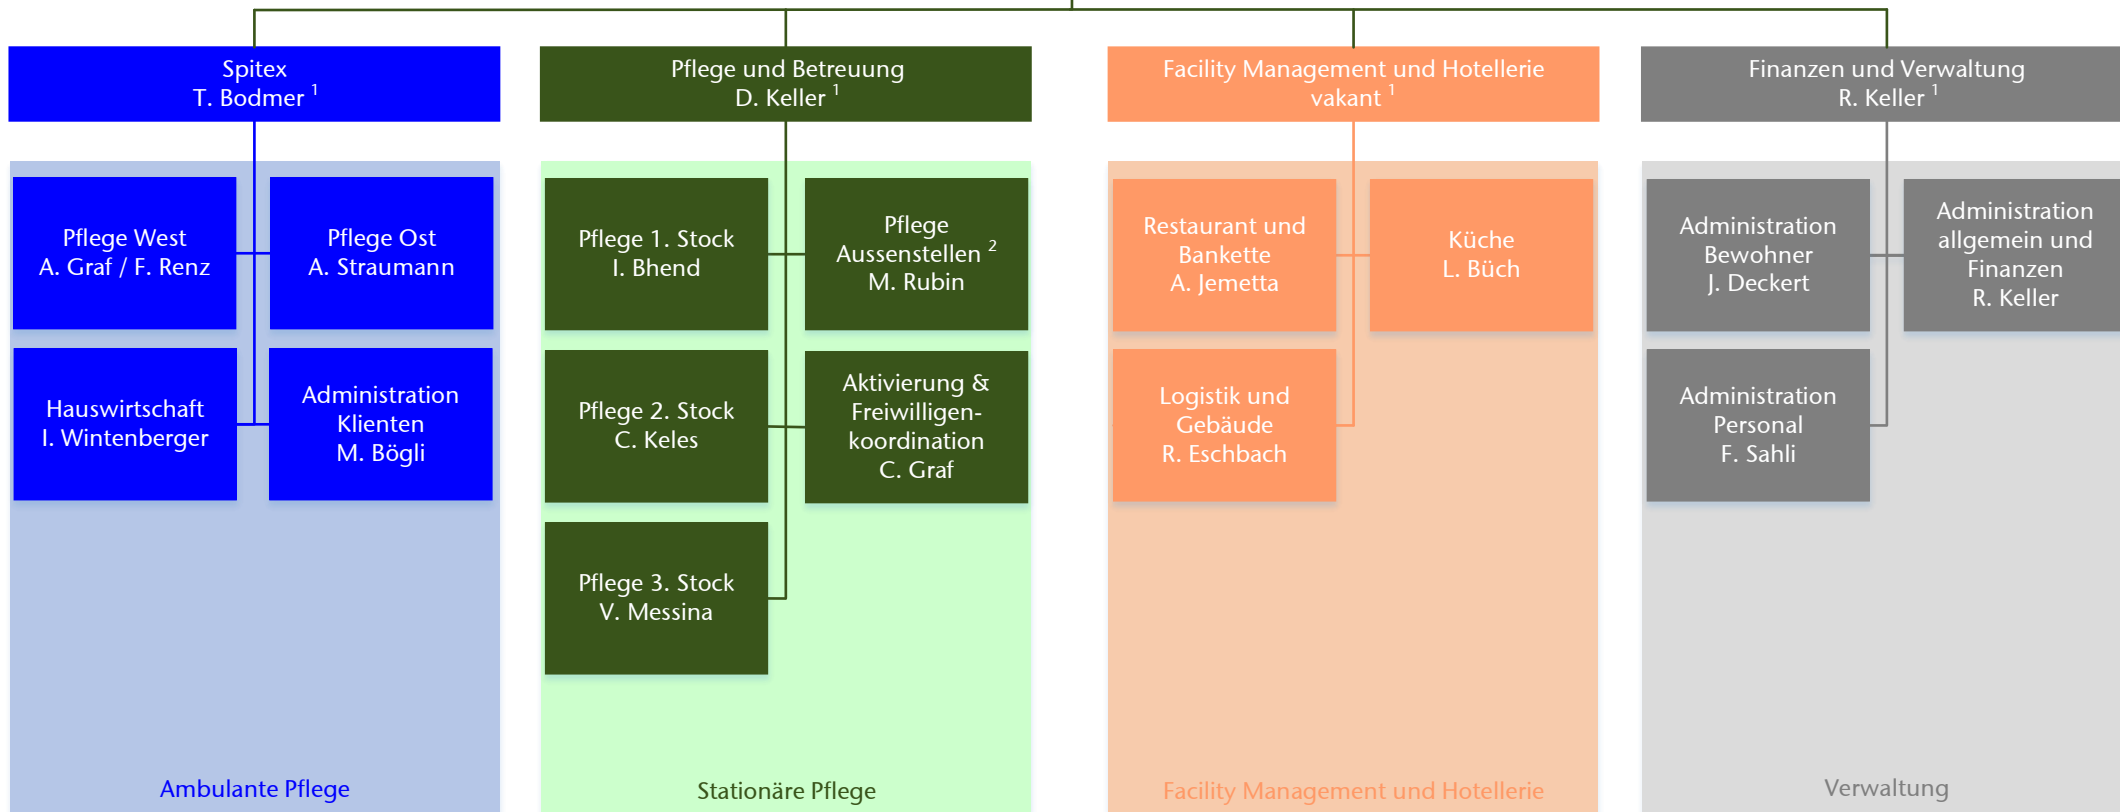 Spitex
T. Bodmer 1
Pflege und Betreuung
D. Keller 1
Facility Management und Hotellerie
vakant 1
Finanzen und Verwaltung
R. Keller 1
Pflege West
A. Graf / F. Renz
Pflege Ost
A. Straumann
Hauswirtschaft
I. Wintenberger
Administration
Klienten
M. Bögli
Ambulante Pflege
Pflege 1. Stock
I. Bhend
Pflege
Aussenstellen 2
M. Rubin
Pflege 2. Stock
C. Keles
Aktivierung &
Freiwilligen-
koordination
C. Graf
Pflege 3. Stock
V. Messina
Stationäre Pflege
Restaurant und
Bankette
A. Jemetta
Küche
L. Büch
Logistik und
Gebäude
R. Eschbach
Facility Management und Hotellerie
Administration
Bewohner
J. Deckert
Administration
allgemein und
Finanzen
R. Keller
Administration
Personal
F. Sahli
Verwaltung